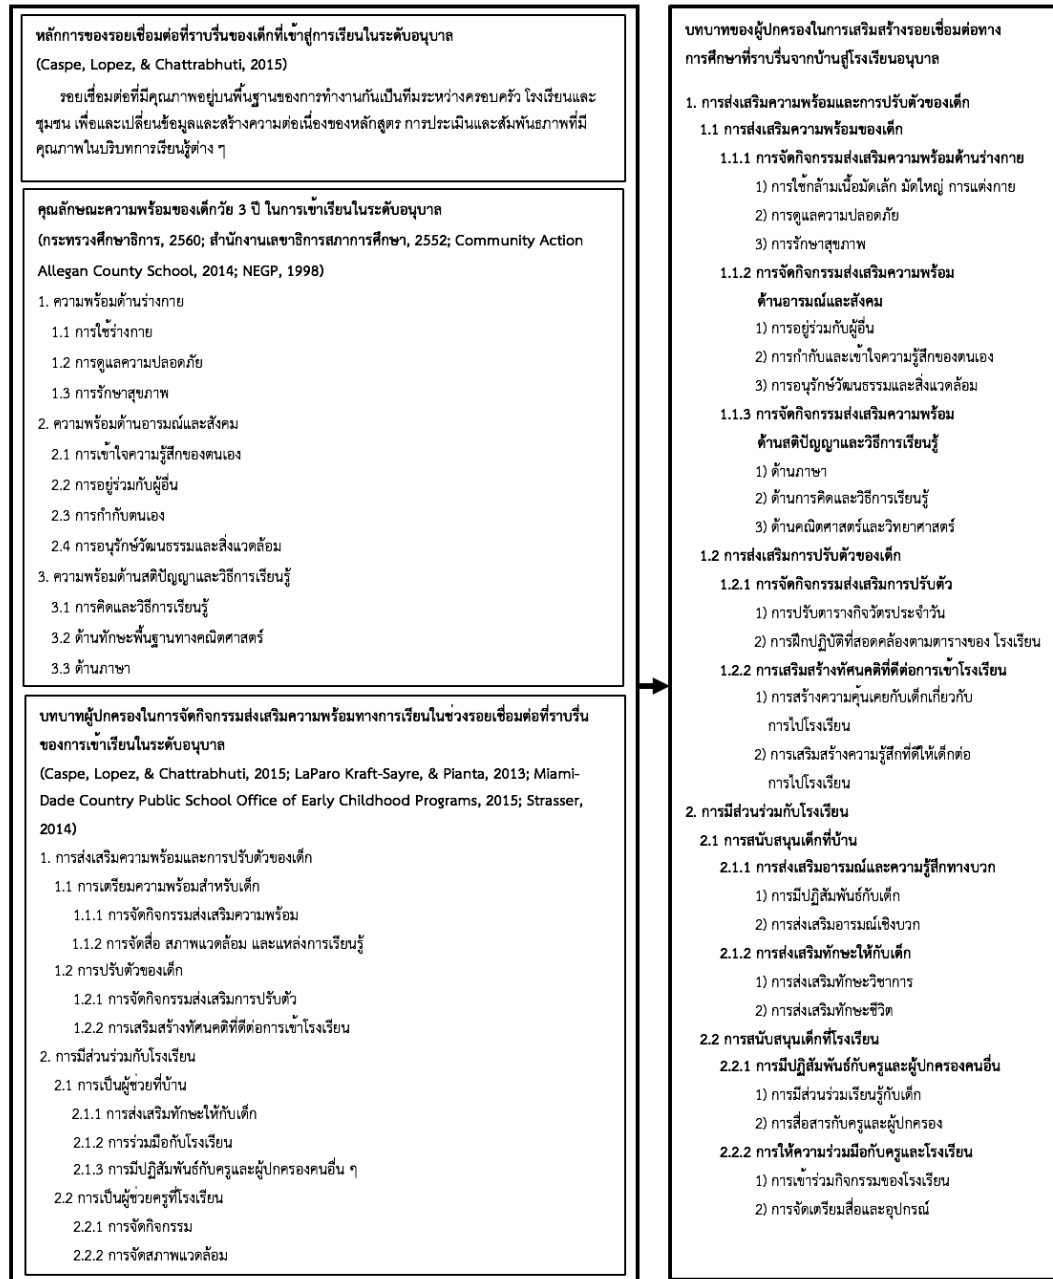 หลักการของรอยเชื่อมต่อที่ราบรื่นของเด็กที่เข้าสู่การเรียนในระดับอนุบาล
(Caspe, Lopez, & Chattrabhuti, 2015)
รอยเชื่อมต่อที่มีคุณภาพอยู่บนพื้นฐานของการทำงานกันเป็นทีมระหว่างครอบครัว โรงเรียนและ
ชุมชน เพื่อและเปลี่ยนข้อมูลและสร้างความต่อเนื่องของหลักสูตร การประเมินและสัมพันธภาพที่มี
คุณภาพในบริบทการเรียนรู้ต่าง ๆ
คุณลักษณะความพร้อมของเด็กวัย 3 ปี ในการเข้าเรียนในระดับอนุบาล
(กระทรวงศึกษาธิการ, 2560; สำนักงานเลขาธิการสภาการศึกษา, 2552; Community Action
Allegan County School, 2014; NEGP, 1998)
1. ความพร้อมด้านร่างกาย
1.1 การใช้ร่างกาย
1.2 การดูแลความปลอดภัย
1.3 การรักษาสุขภาพ
2. ความพร้อมด้านอารมณ์และสังคม
2.1 การเข้าใจความรู้สึกของตนเอง
2.2 การอยู่ร่วมกับผู้อื่น
2.3 การกำกับตนเอง
2.4 การอนุรักษ์วัฒนธรรมและสิ่งแวดล้อม
3. ความพร้อมด้านสติปัญญาและวิธีการเรียนรู้
3.1 การคิดและวิธีการเรียนรู้
3.2 ด้านทักษะพื้นฐานทางคณิตศาสตร์
3.3 ด้านภาษา
บทบาทผู้ปกครองในการจัดกิจกรรมส่งเสริมความพร้อมทางการเรียนในช่วงรอยเชื่อมต่อที่ราบรื่น
ของการเข้าเรียนในระดับอนุบาล
(Caspe, Lopez, & Chattrabhuti, 2015; LaParo Kraft-Sayre, & Pianta, 2013; Miami-
Dade Country Public School Office of Early Childhood Programs, 2015; Strasser,
2014)
1. การส่งเสริมความพร้อมและการปรับตัวของเด็ก
1.1 การเตรียมความพร้อมสำหรับเด็ก
1.1.1 การจัดกิจกรรมส่งเสริมความพร้อม
1.1.2 การจัดสื่อ สภาพแวดล้อม และแหล่งการเรียนรู้
1.2 การปรับตัวของเด็ก
1.2.1 การจัดกิจกรรมส่งเสริมการปรับตัว
1.2.2 การเสริมสร้างทัศนคติที่ดีต่อการเข้าโรงเรียน
2. การมีส่วนร่วมกับโรงเรียน
2.1 การเป็นผู้ช่วยที่บ้าน
2.1.1 การส่งเสริมทักษะให้กับเด็ก
2.1.2 การร่วมมือกับโรงเรียน
2.1.3 การมีปฏิสัมพันธ์กับครูและผู้ปกครองคนอื่น ๆ
2.2 การเป็นผู้ช่วยครูที่โรงเรียน
2.2.1 การจัดกิจกรรม
2.2.2 การจัดสภาพแวดล้อม
บทบาทของผู้ปกครองในการเสริมสร้างรอยเชื่อมต่อทาง
การศึกษาที่ราบรื่นจากบ้านสู่โรงเรียนอนุบาล
1. การส่งเสริมความพร้อมและการปรับตัวของเด็ก
1.1 การส่งเสริมความพร้อมของเด็ก
1.1.1 การจัดกิจกรรมส่งเสริมความพร้อมด้านร่างกาย
1) การใช้กล้ามเนื้อมัดเล้ก มัดใหญ่ การแต่งกาย
2) การดูแลความปลอดภัย
3) การรักษาสุขภาพ
1.1.2 การจัดกิจกรรมส่งเสริมความพร้อม
ด้านอารมณ์และสังคม
1) การอยู่ร่วมกับผู้อื่น
2) การกำกับและเข้าใจความรู้สึกของตนเอง
3) การอนุรักษ์วัฒนธรรมและสิ่งแวดล้อม
1.1.3 การจัดกิจกรรมส่งเสริมความพร้อม
ด้านสติปัญญาและวิธีการเรียนรู้
1) ด้านภาษา
2) ด้านการคิดและวิธีการเรียนรู้
3) ด้านคณิตศาสตร์และวิทยาศาสตร์
1.2 การส่งเสริมการปรับตัวของเด็ก
1.2.1 การจัดกิจกรรมส่งเสริมการปรับตัว
1) การปรับตารางกิจวัตรประจำวัน
2) การฝึกปฏิบัติที่สอดคล้องตามตารางของ โรงเรียน
1.2.2 การเสริมสร้างทัศนคติที่ดีต่อการเข้าโรงเรียน
1) การสร้างความคุ้นเคยกับเด็กเกี่ยวกับ
การไปโรงเรียน
2) การเสริมสร้างความรู้สึกที่ดีให้เด็กต่อ
การไปโรงเรียน
2. การมีส่วนร่วมกับโรงเรียน
2.1 การสนับสนุนเด็กที่บ้าน
2.1.1 การส่งเสริมอารมณ์และความรู้สึกทางบวก
1) การมีปฏิสัมพันธ์กับเด็ก
2) การส่งเสริมอารมณ์เชิงบวก
2.1.2 การส่งเสริมทักษะให้กับเด็ก
1) การส่งเสริมทักษะวิชาการ
2) การส่งเสริมทักษะชีวิต
2.2 การสนับสนุนเด็กที่โรงเรียน
2.2.1 การมีปฏิสัมพันธ์กับครูและผู้ปกครองคนอื่น
1) การมีส่วนร่วมเรียนรู้กับเด็ก
2) การสื่อสารกับครูและผู้ปกครอง
2.2.2 การให้ความร่วมมือกับครูและโรงเรียน
1) การเข้าร่วมกิจกรรมของโรงเรียน
2) การจัดเตรียมสื่อและอุปกรณ์